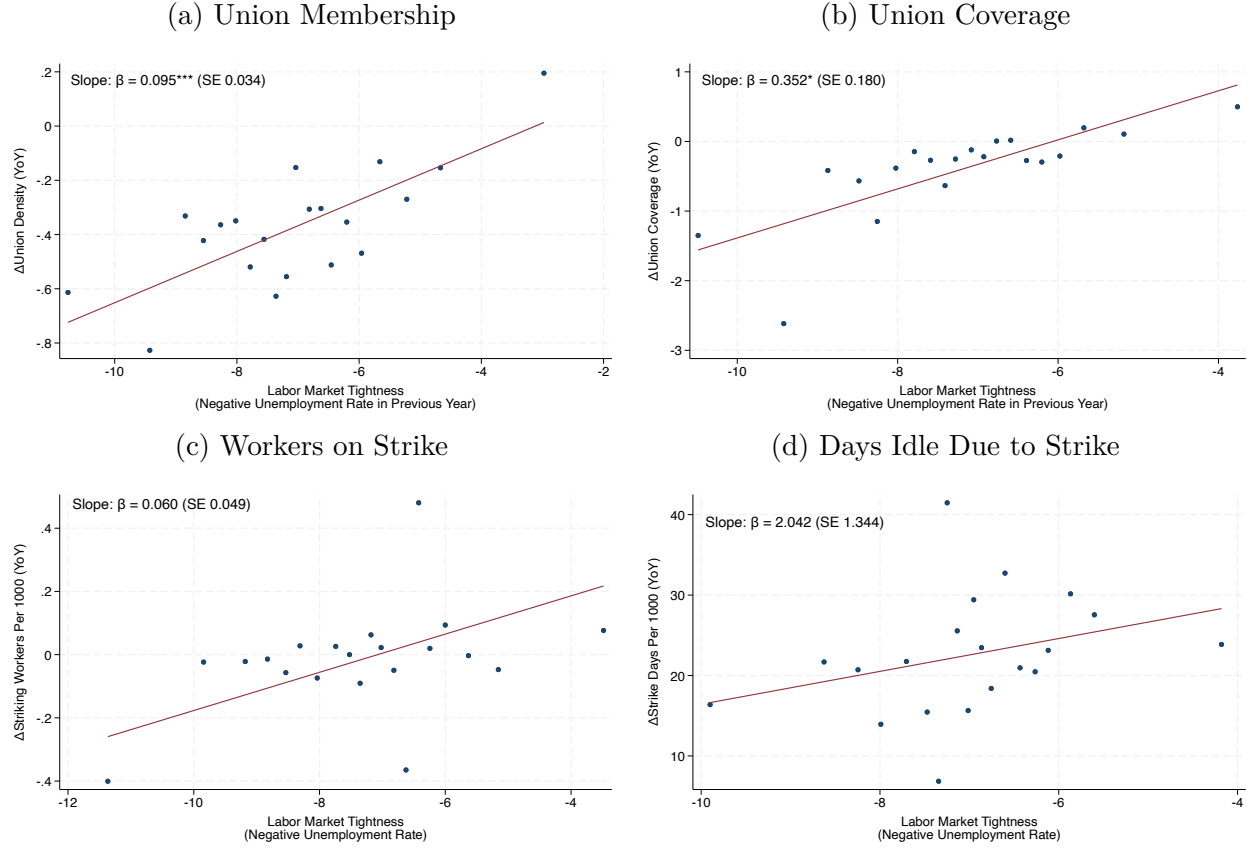 (a) Union Membership
Slope: β = 0.095*** (SE 0.034)
ΔUnion Density (YoY)
.2
0
-.2
-.4
-.6
-.8
-10
-8
-6
-4
-2
Labor Market Tightness
(Negative Unemployment Rate in Previous Year)
(b) Union Coverage
Slope: β = 0.352* (SE 0.180)
ΔUnion Coverage (YoY)
1
0
-1
-2
-3
-10
-8
-6
-4
Labor Market Tightness
(Negative Unemployment Rate in Previous Year)
(c) Workers on Strike
Slope: β = 0.060 (SE 0.049)
ΔStriking Workers Per 1000 (YoY)
.4
.2
0
-.2
-.4
-12
-10
-8
-6
-4
Labor Market Tightness
(Negative Unemployment Rate)
(d) Days Idle Due to Strike
Slope: β = 2.042 (SE 1.344)
ΔStrike Days Per 1000 (YoY)
40
30
20
10
-10
-8
-6
-4
Labor Market Tightness
(Negative Unemployment Rate)